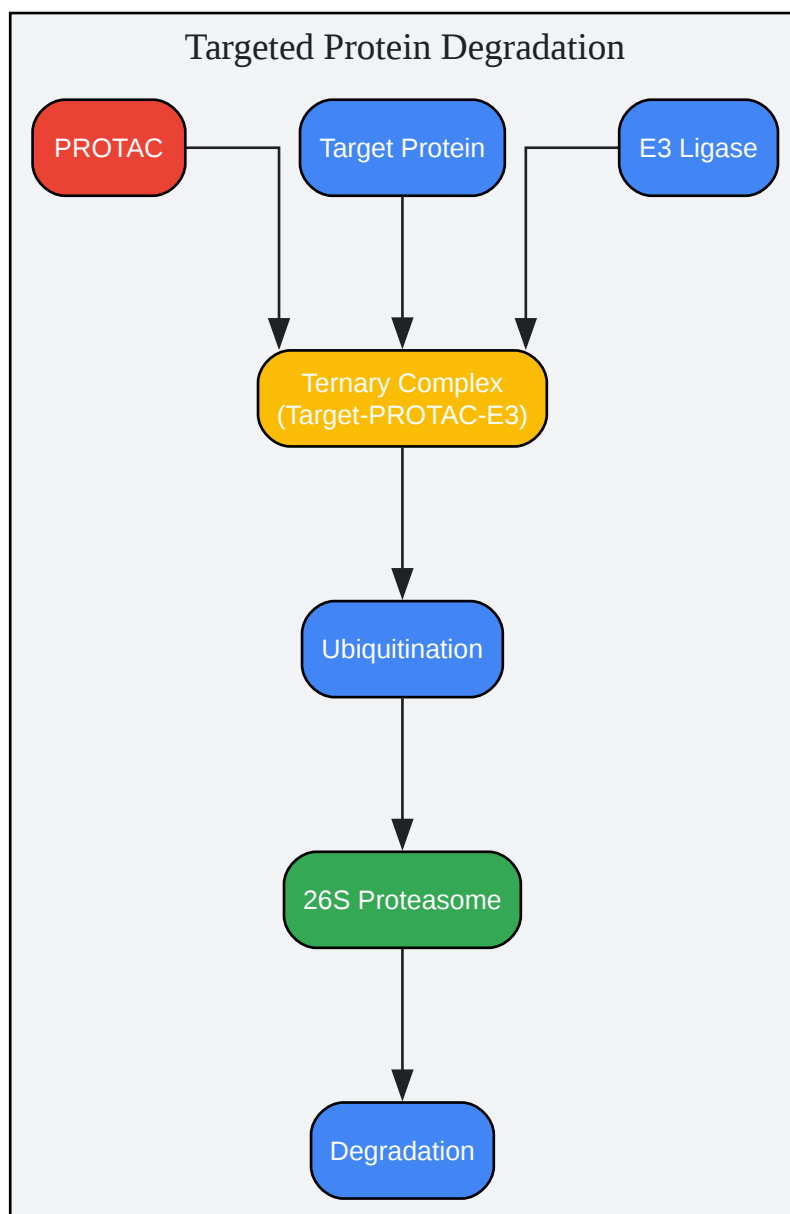 Targeted Protein Degradation
PROTAC
Target Protein
E3 Ligase
Ternary Complex
(Target-PROTAC-E3)
Ubiquitination
26S Proteasome
Degradation